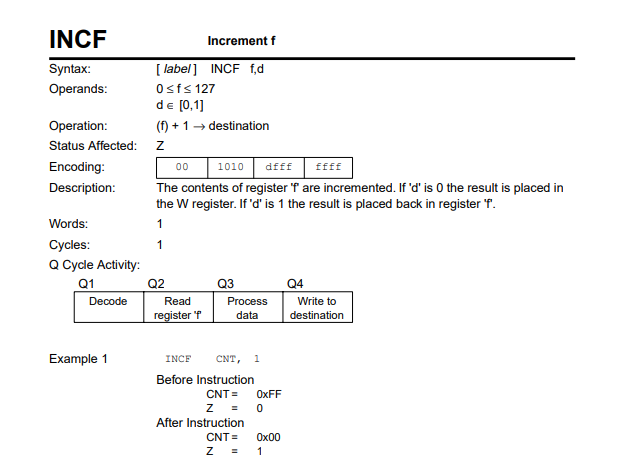 INCF Increment f
Syntax: [ label ] INCF f,d
Operands: 0 ≤ f ≤ 127
d ∈ [0,1]
Operation: (f) + 1 → destination
Status Affected: Z
Encoding: 00 1010 dfff ffff
Description: The contents of register 'f' are incremented. If 'd' is 0 the result is placed in
the W register. If 'd' is 1 the result is placed back in register 'f'.
Words: 1
Cycles: 1
Q Cycle Activity:
Q1 Q2 Q3 Q4
Decode Read Process Write to
register 'f' data destination
Example 1 INCF CNT, 1
Before Instruction
CNT = 0xFF
Z = 0
After Instruction
CNT = 0x00
Z = 1